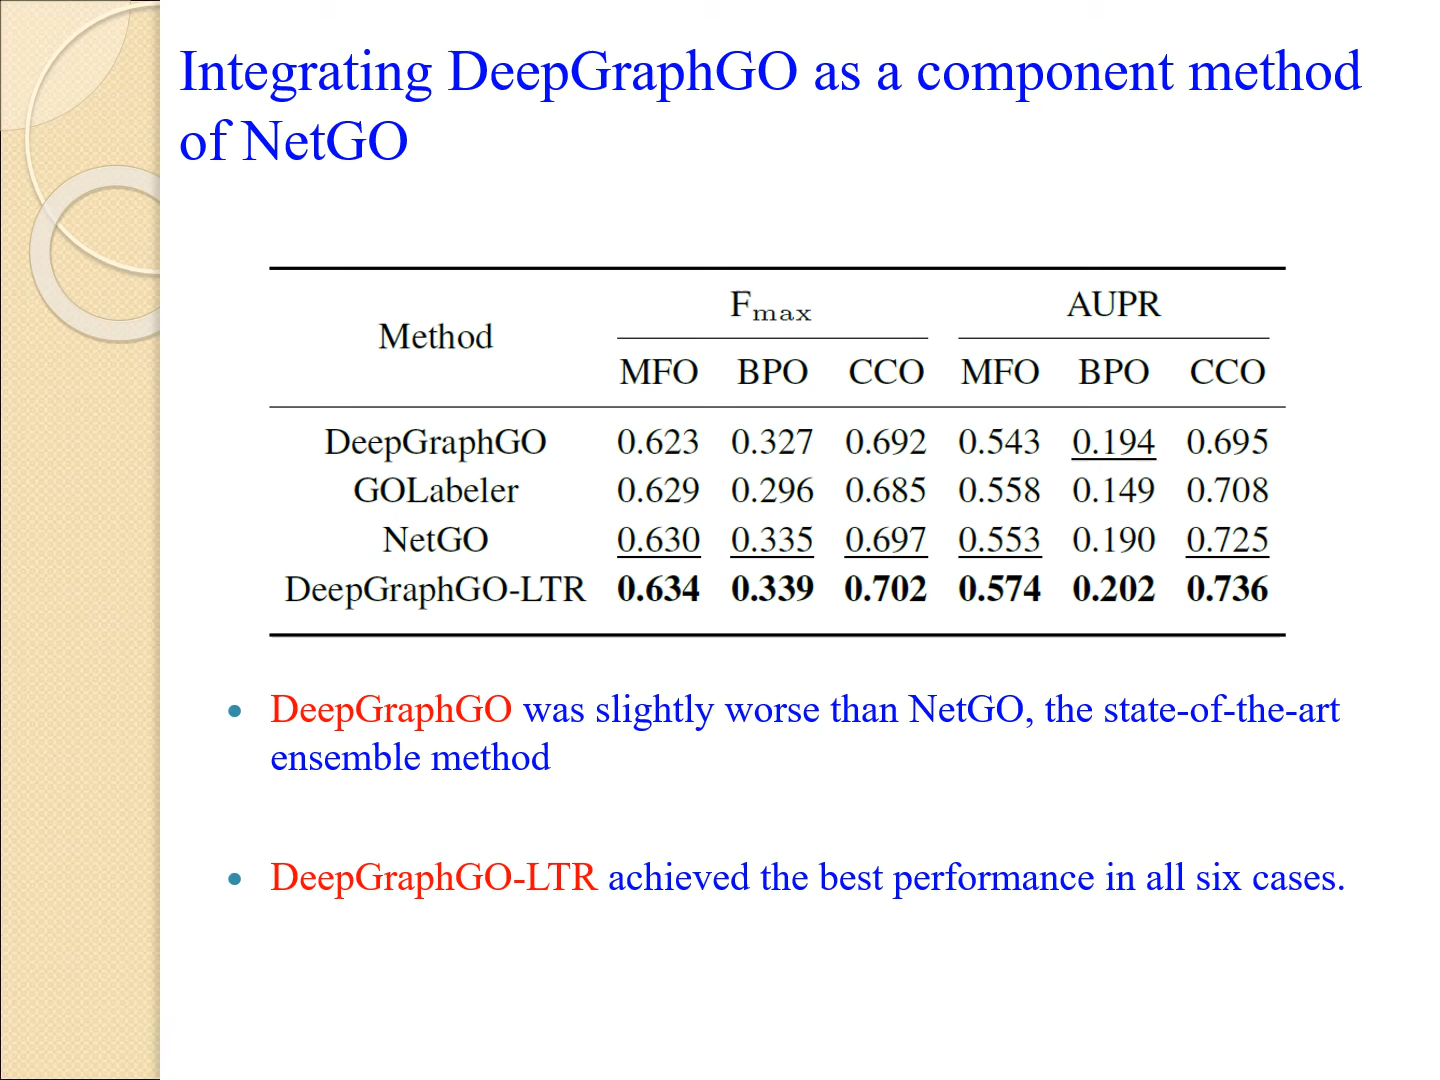 Integrating DeepGraphGO as a component method
of NetGO
Method Fmax AUPR
MFO BPO CCO MFO BPO CCO
DeepGraphGO 0.623 0.327 0.692 0.543 0.194 0.695
GOLabeler 0.629 0.296 0.685 0.558 0.149 0.708
NetGO 0.630 0.335 0.697 0.553 0.190 0.725
DeepGraphGO-LTR 0.634 0.339 0.702 0.574 0.202 0.736
• DeepGraphGO was slightly worse than NetGO, the state-of-the-art
ensemble method
• DeepGraphGO-LTR achieved the best performance in all six cases.